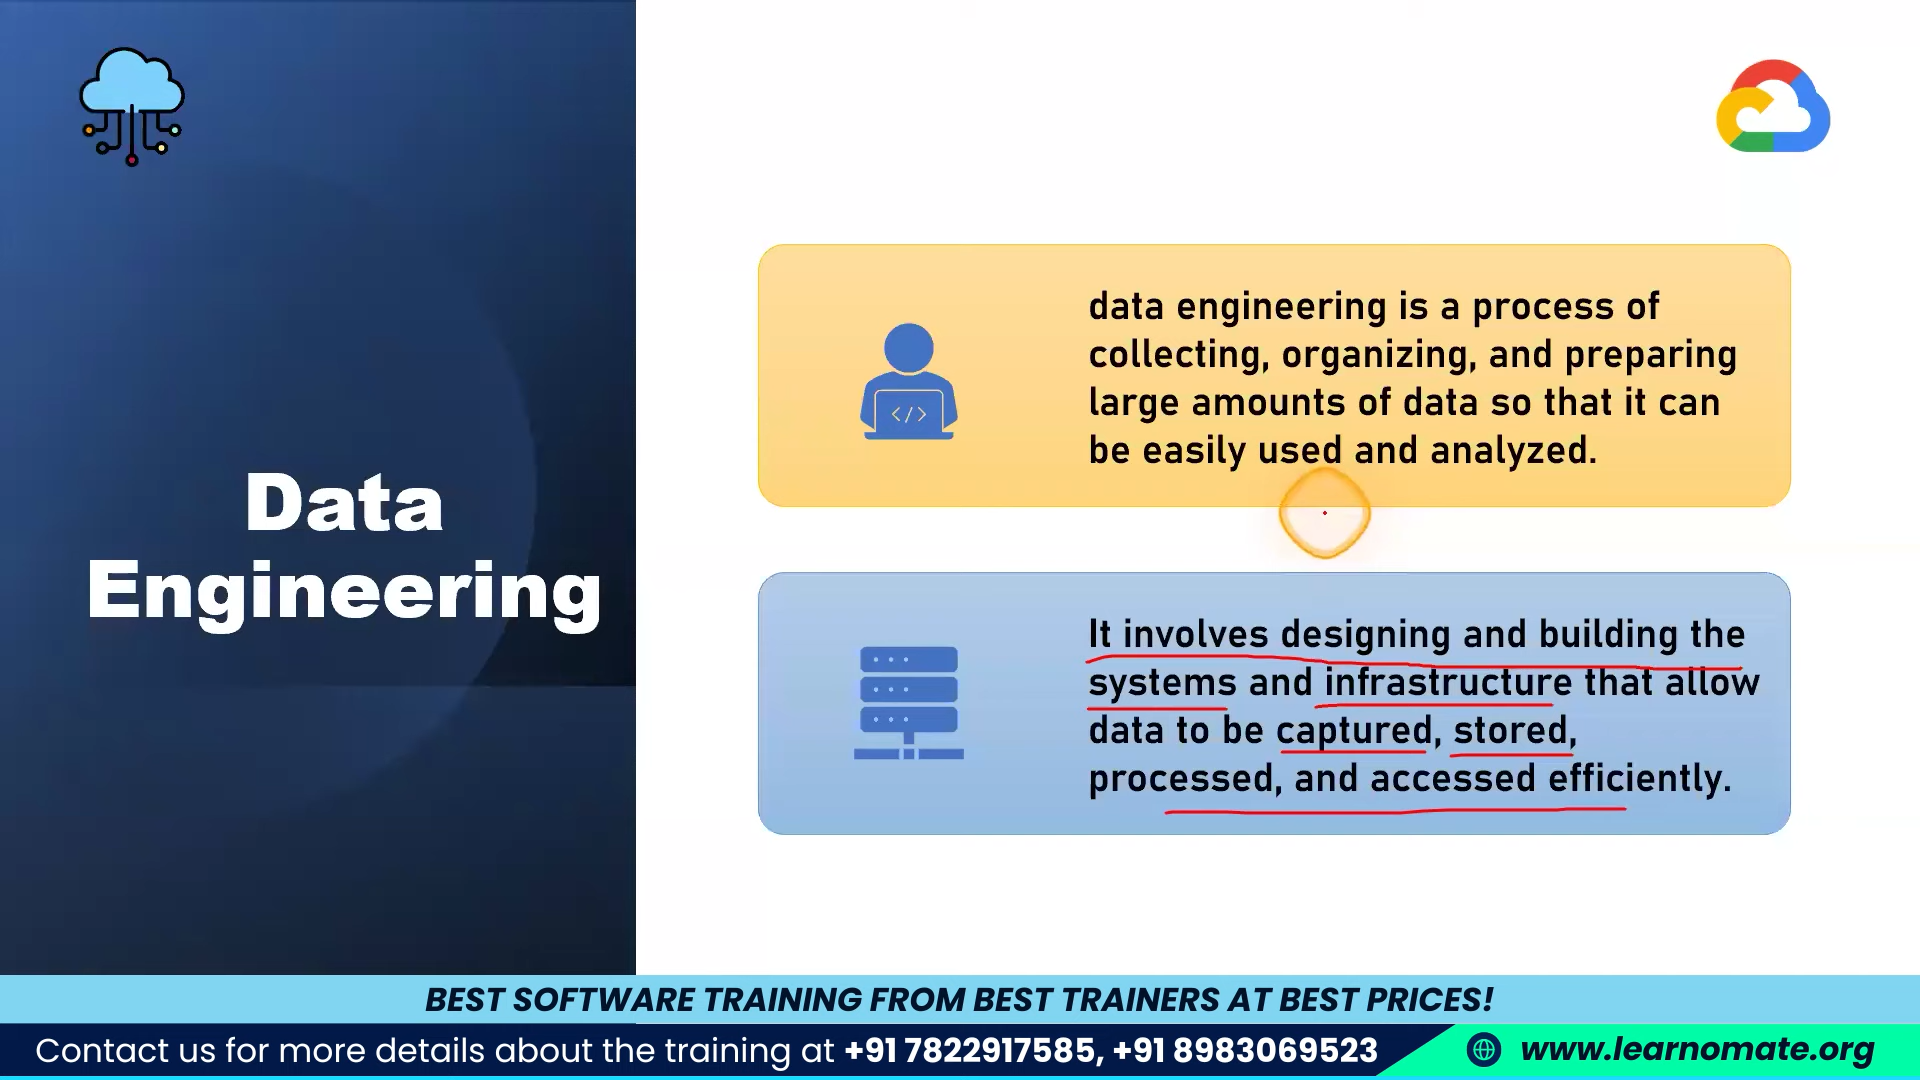 Data
Engineering
data engineering is a process of
collecting, organizing, and preparing
large amounts of data so that it can
be easily used and analyzed.
</>
It involves designing and building the
systems and infrastructure that allow
data to be captured, stored,
processed, and accessed efficiently.
BEST SOFTWARE TRAINING FROM BEST TRAINERS AT BEST PRICES!
Contact us for more details about the training at +91 7822917585, +91 8983069523
www.learnomate.org